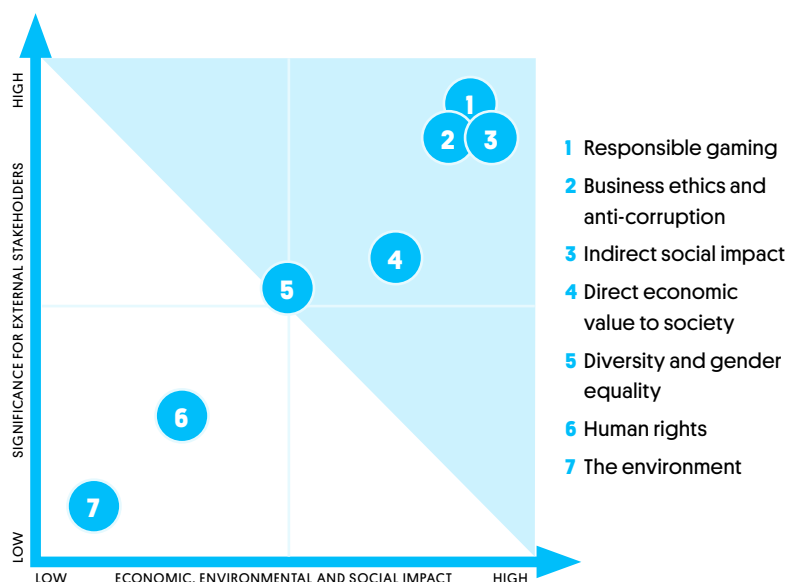 HIGH
SIGNIFICANCE FOR EXTERNAL STAKEHOLDERS
LOW
1
2
3
4
5
6
7
LOW
ECONOMIC, ENVIRONMENTAL AND SOCIAL IMPACT
HIGH
1 Responsible gaming
2 Business ethics and
anti-corruption
3 Indirect social impact
4 Direct economic
value to society
5 Diversity and gender
equality
6 Human rights
7 The environment